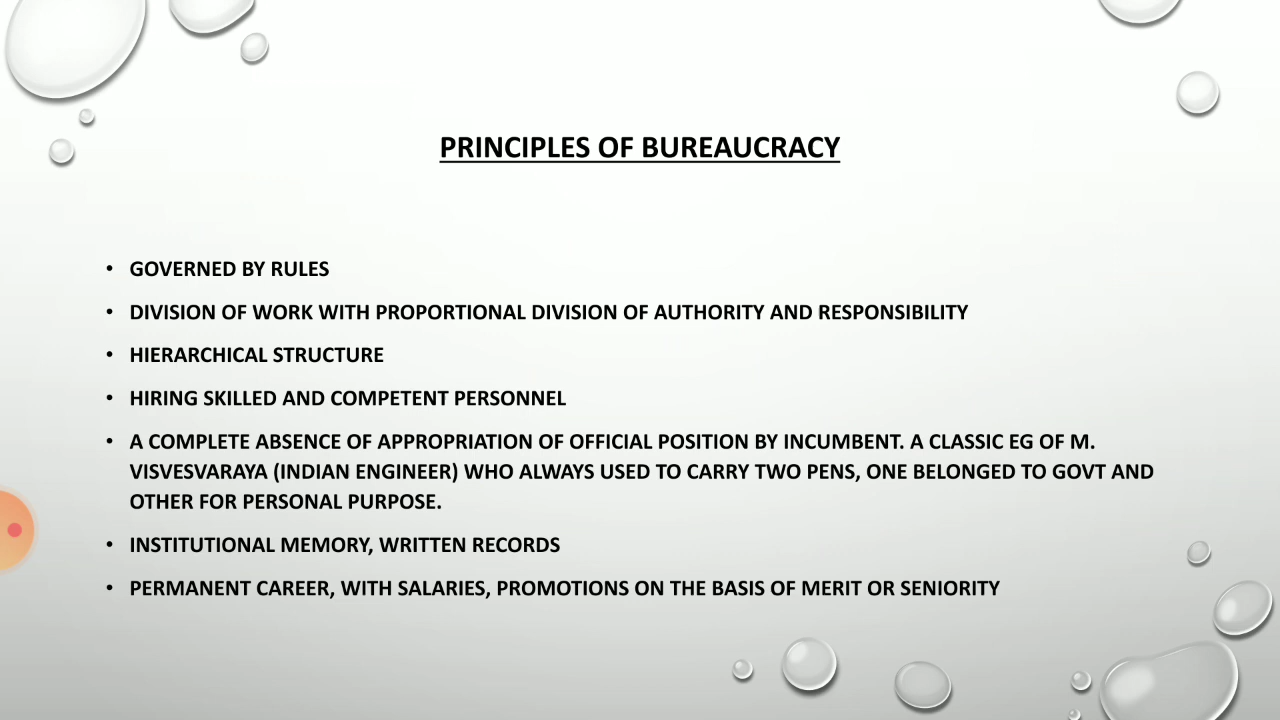 PRINCIPLES OF BUREAUCRACY
• GOVERNED BY RULES
• DIVISION OF WORK WITH PROPORTIONAL DIVISION OF AUTHORITY AND RESPONSIBILITY
• HIERARCHICAL STRUCTURE
• HIRING SKILLED AND COMPETENT PERSONNEL
• A COMPLETE ABSENCE OF APPROPRIATION OF OFFICIAL POSITION BY INCUMBENT. A CLASSIC EG OF M.
VISVESVARAYA (INDIAN ENGINEER) WHO ALWAYS USED TO CARRY TWO PENS, ONE BELONGED TO GOVT AND
OTHER FOR PERSONAL PURPOSE.
• INSTITUTIONAL MEMORY, WRITTEN RECORDS
• PERMANENT CAREER, WITH SALARIES, PROMOTIONS ON THE BASIS OF MERIT OR SENIORITY